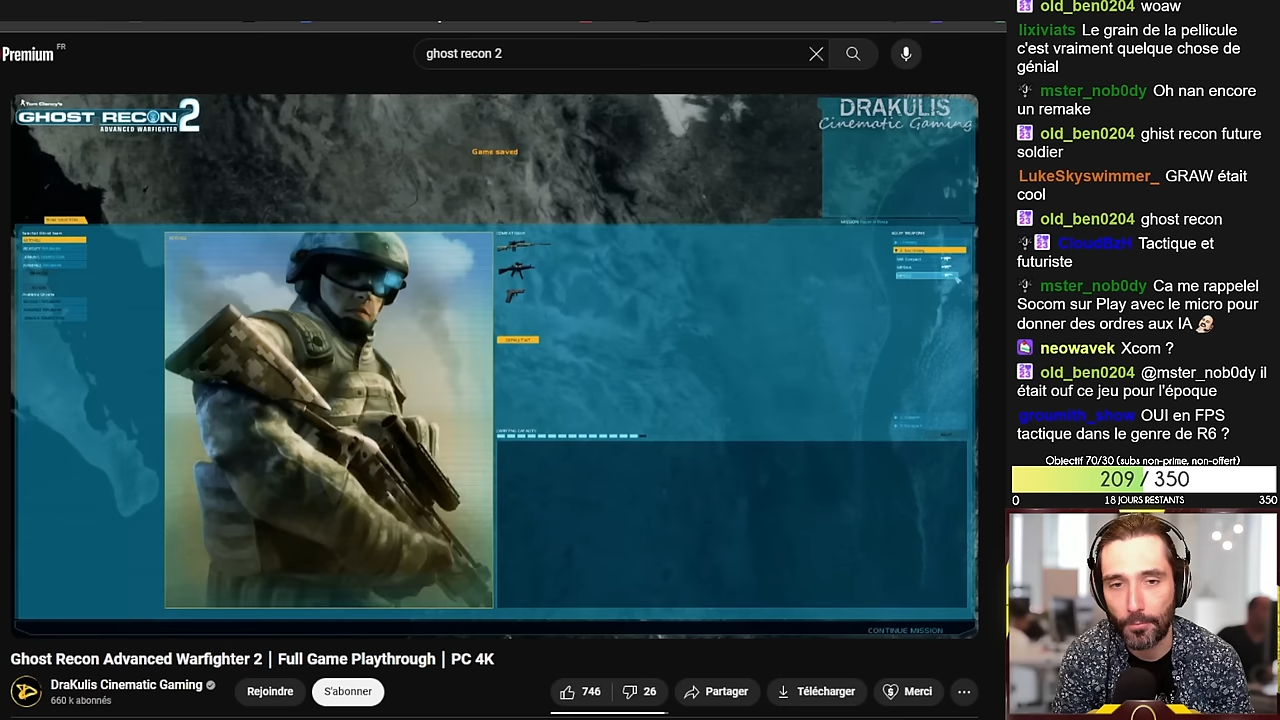 Premium FR
ghost recon 2
Tom Clancy's
GHOST RECON 2
ADVANCED WARFIGHTER
DRAKULIS
Cinematic Gaming
Game saved
CONTINUE MISSION
Ghost Recon Advanced Warfighter 2 | Full Game Playthrough | PC 4K
DraKulis Cinematic Gaming
660 k abonnés
Rejoindre
S'abonner
746
26
Partager
Télécharger
Merci
old_ben0204 woaw
lixiviats Le grain de la pellicule
c'est vraiment quelque chose de
génial
mster_nob0dy Oh nan encore
un remake
old_ben0204 ghist recon future
soldier
LukeSkyswimmer_ GRAW était
cool
old_ben0204 ghost recon
CloudBzH Tactique et
futuriste
mster_nob0dy Ca me rappelel
Socom sur Play avec le micro pour
donner des ordres aux IA
neowavek Xcom ?
old_ben0204 @mster_nob0dy il
était ouf ce jeu pour l'époque
groumith_show OUI en FPS
tactique dans le genre de R6 ?
Objectif 70/30 (subs non-prime, non-offert)
209 / 350
0
18 JOURS RESTANTS
350